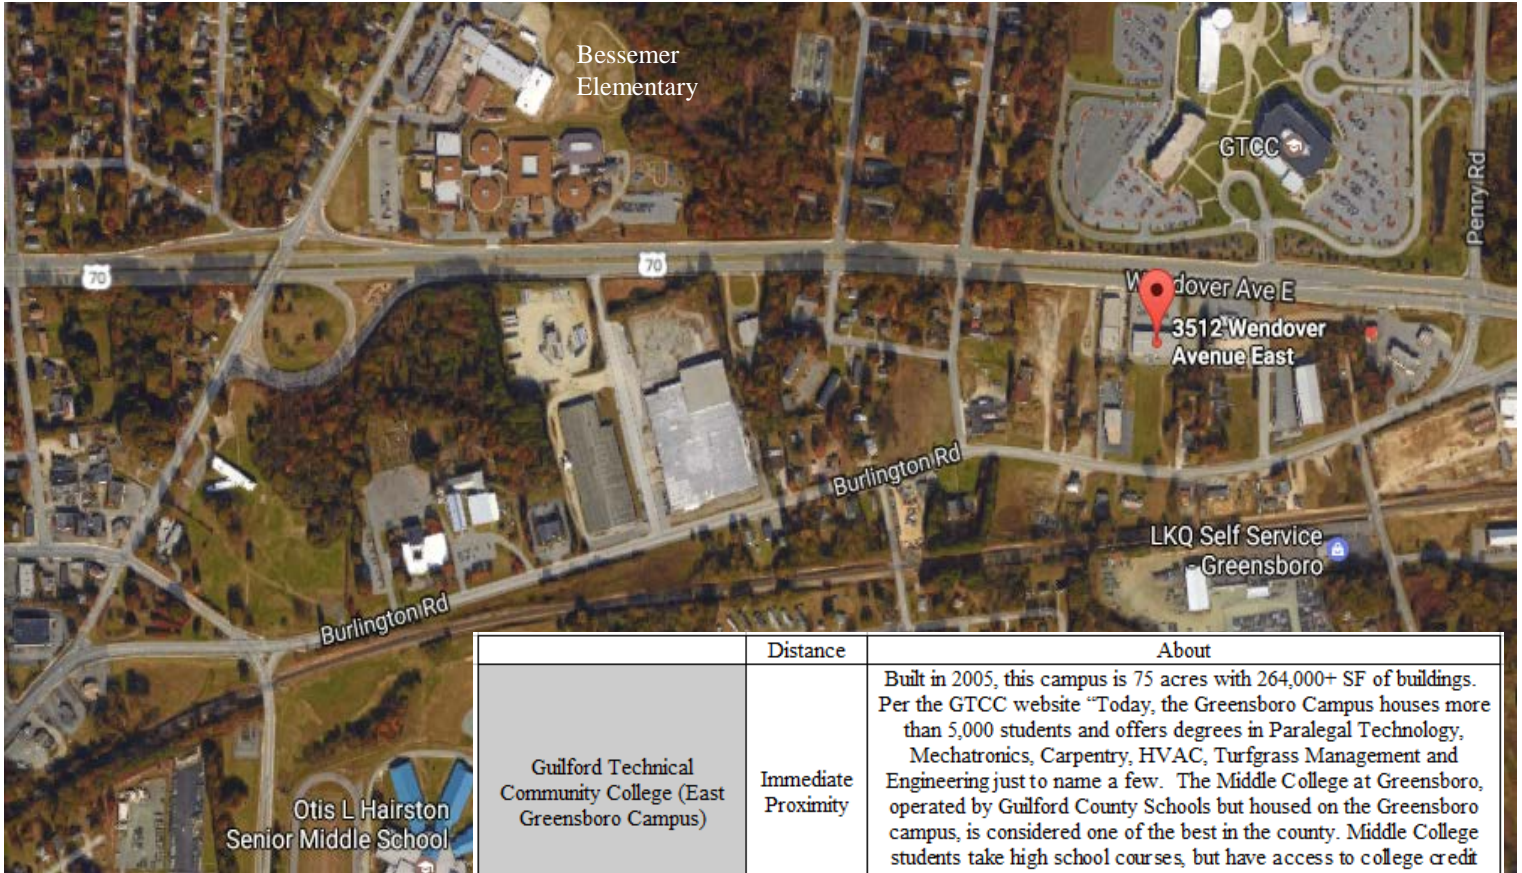 Bessemer
Elementary
GTCC
Penry Rd
70
70
Wendover Ave E
3512 Wendover
Avenue East
Burlington Rd
LKQ Self Service
Greensboro
Burlington Rd
Otis L Hairston
Senior Middle School
Distance
About
Guilford Technical
Community College (East
Greensboro Campus)
Immediate
Proximity
Built in 2005, this campus is 75 acres with 264,000+ SF of buildings.
Per the GTCC website “Today, the Greensboro Campus houses more
than 5,000 students and offers degrees in Paralegal Technology,
Mechatronics, Carpentry, HVAC, Turfgrass Management and
Engineering just to name a few. The Middle College at Greensboro,
operated by Guilford County Schools but housed on the Greensboro
campus, is considered one of the best in the county. Middle College
students take high school courses, but have access to college credit